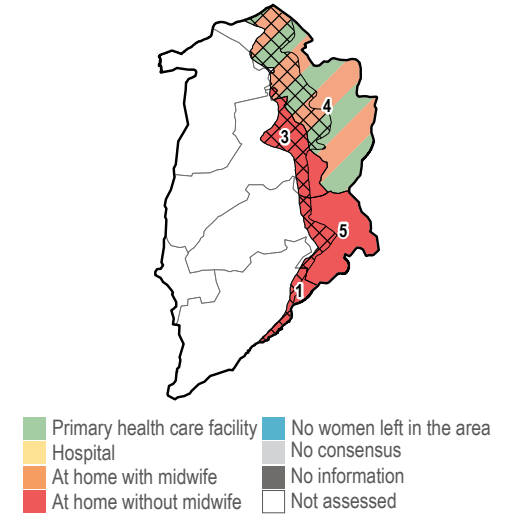 4
3
5
1
Primary health care facility
Hospital
At home with midwife
At home without midwife
No women left in the area
No consensus
No information
Not assessed